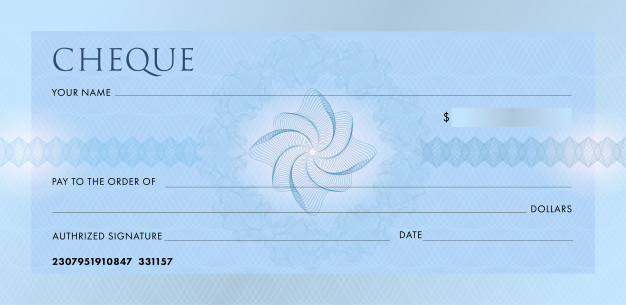 CHEQUE
YOUR NAME
$
PAY TO THE ORDER OF
DOLLARS
AUTHRIZED SIGNATURE DATE
2307951910847 331157